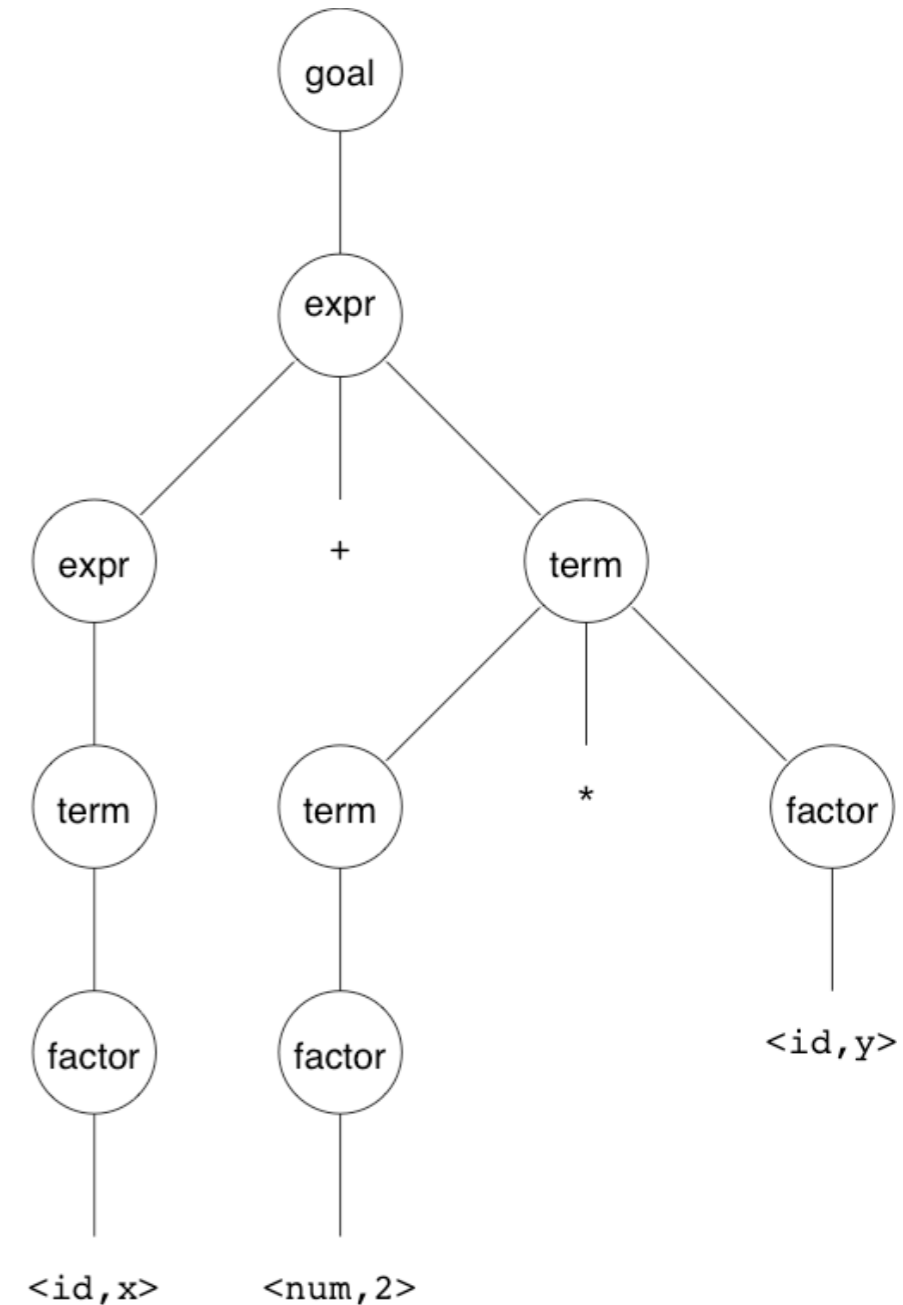 goal
expr
expr + term
term term * factor
factor factor <id,y>
<id,x> <num,2>